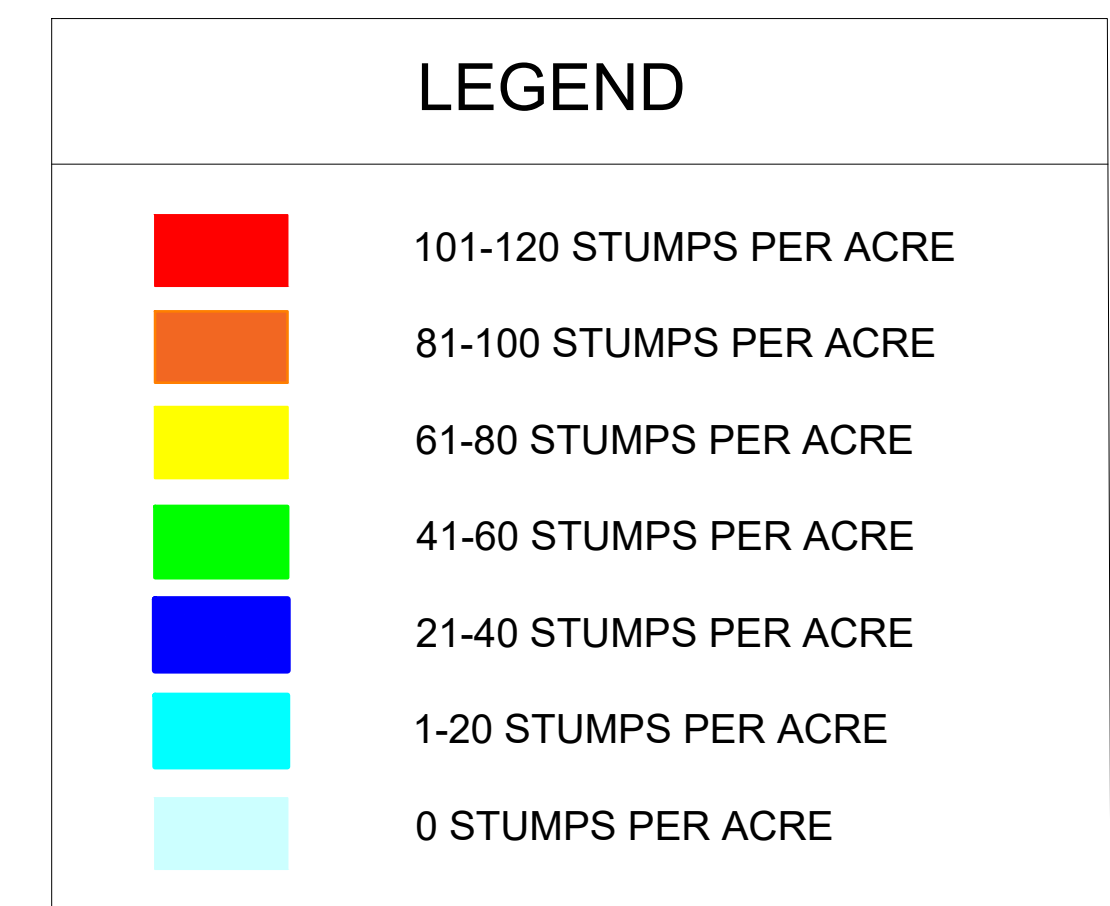 LEGEND
101-120 STUMPS PER ACRE
81-100 STUMPS PER ACRE
61-80 STUMPS PER ACRE
41-60 STUMPS PER ACRE
21-40 STUMPS PER ACRE
1-20 STUMPS PER ACRE
0 STUMPS PER ACRE